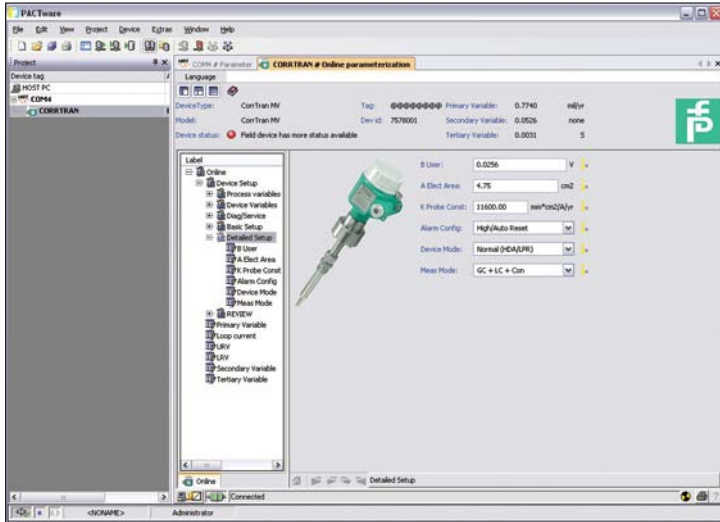 PACTware
File Edit View Project Device Extras Window Help
Project
COM4 # Parameter
CORRTRAN # Online parameterization
Device tag
HOST PC
COM4
CORRTRAN
Language
DeviceType: CorrTran MV Tag: @@@@@@@@ Primary Variable: 0.7740 mil/yr
Model: CorrTran MV Dev id: 7578001 Secondary Variable: 0.0526 none
Device status: Field device has more status available Tertiary Variable: 0.0031 S
Label
Online
Device Setup
Process variables
Device Variables
Diag/Service
Basic Setup
Detailed Setup
B User
A Elect Area
K Probe Const
Alarm Config
Device Mode
Meas Mode
REVIEW
Primary Variable
Loop current
URV
LRV
Secondary Variable
Tertiary Variable
B User: 0.0256 V
A Elect Area: 4.75 cm2
K Probe Const: 11600.00 mm*cm2/A/yr
Alarm Config: High/Auto Reset
Device Mode: Normal (HDA/LPR)
Meas Mode: GC + LC + Con
Online
Detailed Setup
Connected
<NONAME> Administrator